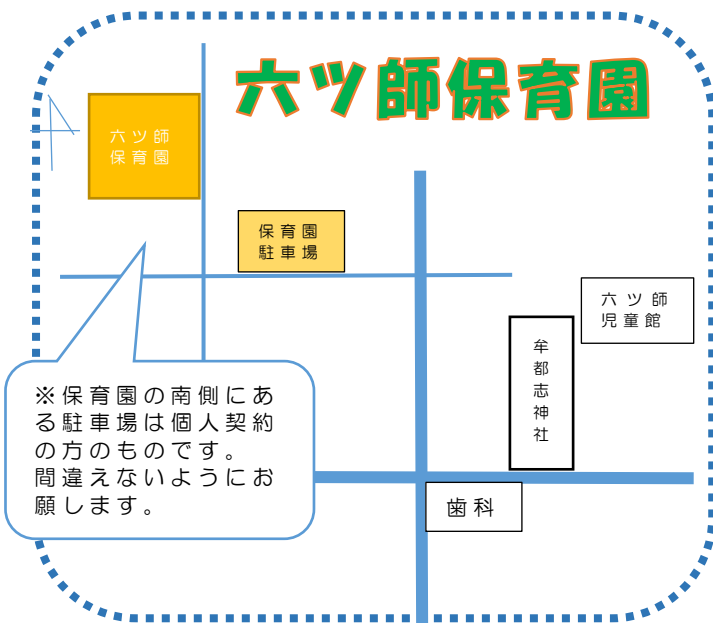 六ツ師保育園
六ツ師
保育園
保育園
駐車場
六ツ師
児童館
牟都志神社
※保育園の南側にあ
る駐車場は個人契約
の方のものです。
間違えないようにお
願します。
歯科